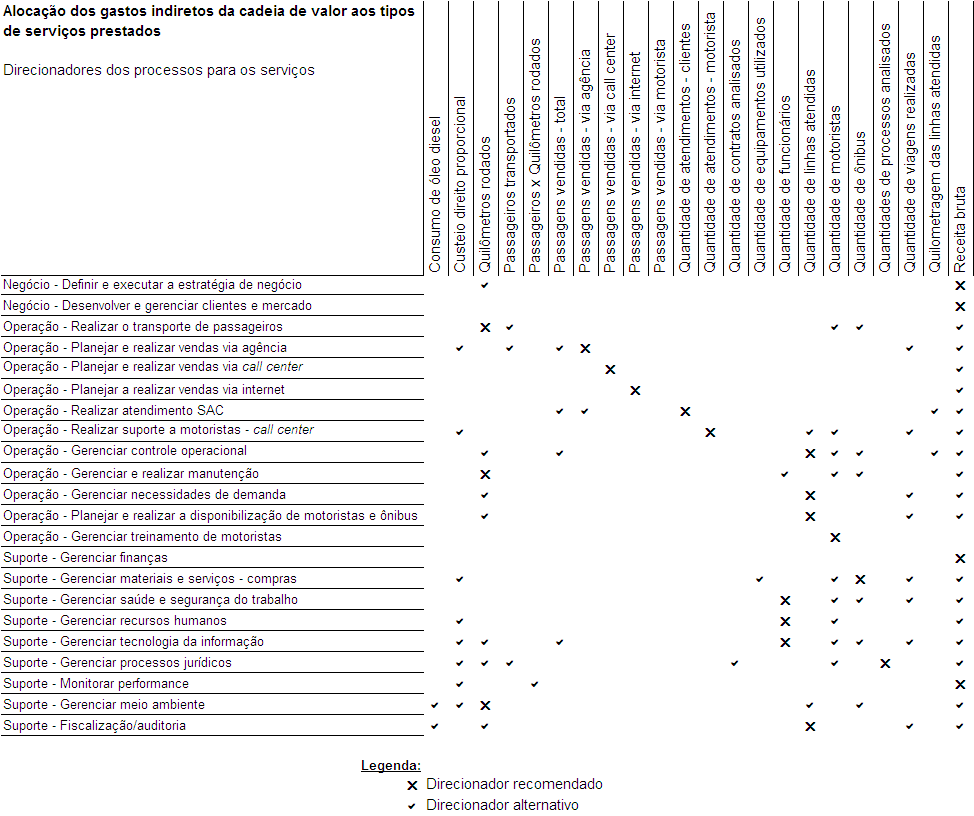 Alocação dos gastos indiretos da cadeia de valor aos tipos
de serviços prestados
Direcionadores dos processos para os serviços
Consumo de óleo diesel
Custeio direito proporcional
Quilômetros rodados
Passageiros transportados
Passageiros x Quilômetros rodados
Passagens vendidas - total
Passagens vendidas - via agência
Passagens vendidas - via call center
Passagens vendidas - via internet
Passagens vendidas - via motorista
Quantidade de atendimentos - clientes
Quantidade de atendimentos - motorista
Quantidade de contratos analisados
Quantidade de equipamentos utilizados
Quantidade de funcionários
Quantidade de linhas atendidas
Quantidade de motoristas
Quantidade de ônibus
Quantidades de processos analisados
Quantidade de viagens realizadas
Quilometragem das linhas atendidas
Receita bruta
Negócio - Definir e executar a estratégia de negócio
Negócio - Desenvolver e gerenciar clientes e mercado
Operação - Realizar o transporte de passageiros
Operação - Planejar e realizar vendas via agência
Operação - Planejar e realizar vendas via call center
Operação - Planejar a realizar vendas via internet
Operação - Realizar atendimento SAC
Operação - Realizar suporte a motoristas - call center
Operação - Gerenciar controle operacional
Operação - Gerenciar e realizar manutenção
Operação - Gerenciar necessidades de demanda
Operação - Planejar e realizar a disponibilização de motoristas e ônibus
Operação - Gerenciar treinamento de motoristas
Suporte - Gerenciar finanças
Suporte - Gerenciar materiais e serviços - compras
Suporte - Gerenciar saúde e segurança do trabalho
Suporte - Gerenciar recursos humanos
Suporte - Gerenciar tecnologia da informação
Suporte - Gerenciar processos jurídicos
Suporte - Monitorar performance
Suporte - Gerenciar meio ambiente
Suporte - Fiscalização/auditoria
Legenda:
Direcionador recomendado
Direcionador alternativo